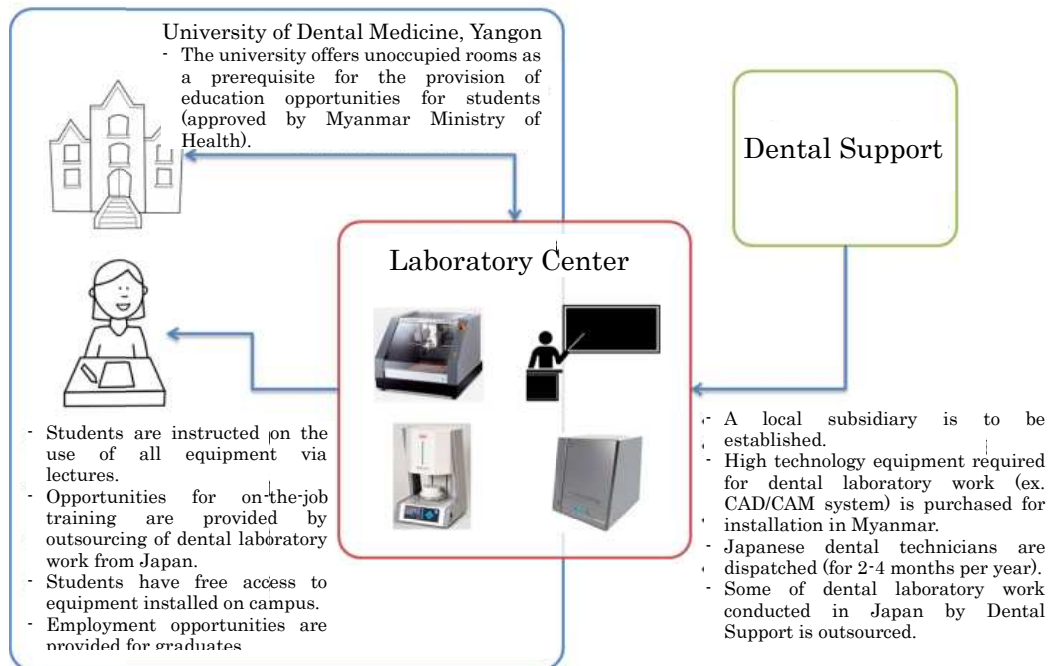 University of Dental Medicine, Yangon
- The university offers unoccupied rooms as
a prerequisite for the provision of
education opportunities for students
(approved by Myanmar Ministry of
Health).
Dental Support
Laboratory Center
- Students are instructed on the
use of all equipment via
lectures.
- Opportunities for on-the-job
training are provided by
outsourcing of dental laboratory
work from Japan.
- Students have free access to
equipment installed on campus.
- Employment opportunities are
provided for graduates
- A local subsidiary is to be
established.
- High technology equipment required
for dental laboratory work (ex.
CAD/CAM system) is purchased for
installation in Myanmar.
- Japanese dental technicians are
dispatched (for 2-4 months per year).
- Some of dental laboratory work
conducted in Japan by Dental
Support is outsourced.